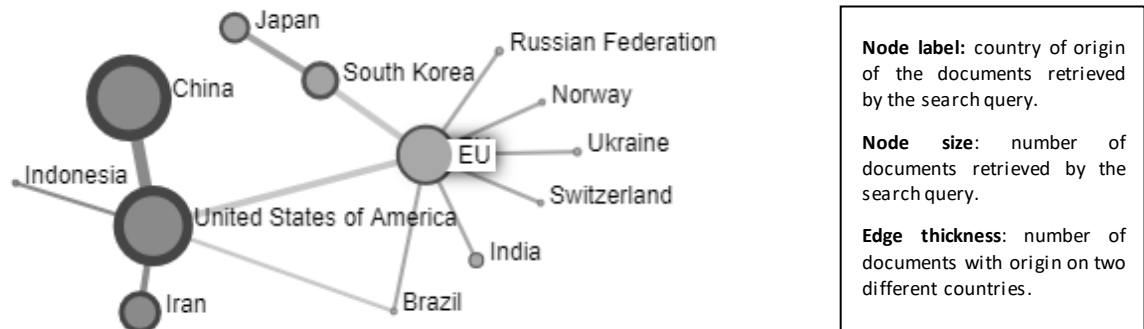 Japan
Russian Federation
South Korea
China
Norway
Ukraine
EU
Indonesia
Switzerland
United States of America
India
Iran
Brazil
Node label: country of origin
of the documents retrieved
by the search query.
Node size: number of
documents retrieved by the
search query.
Edge thickness: number of
documents with origin on two
different countries.